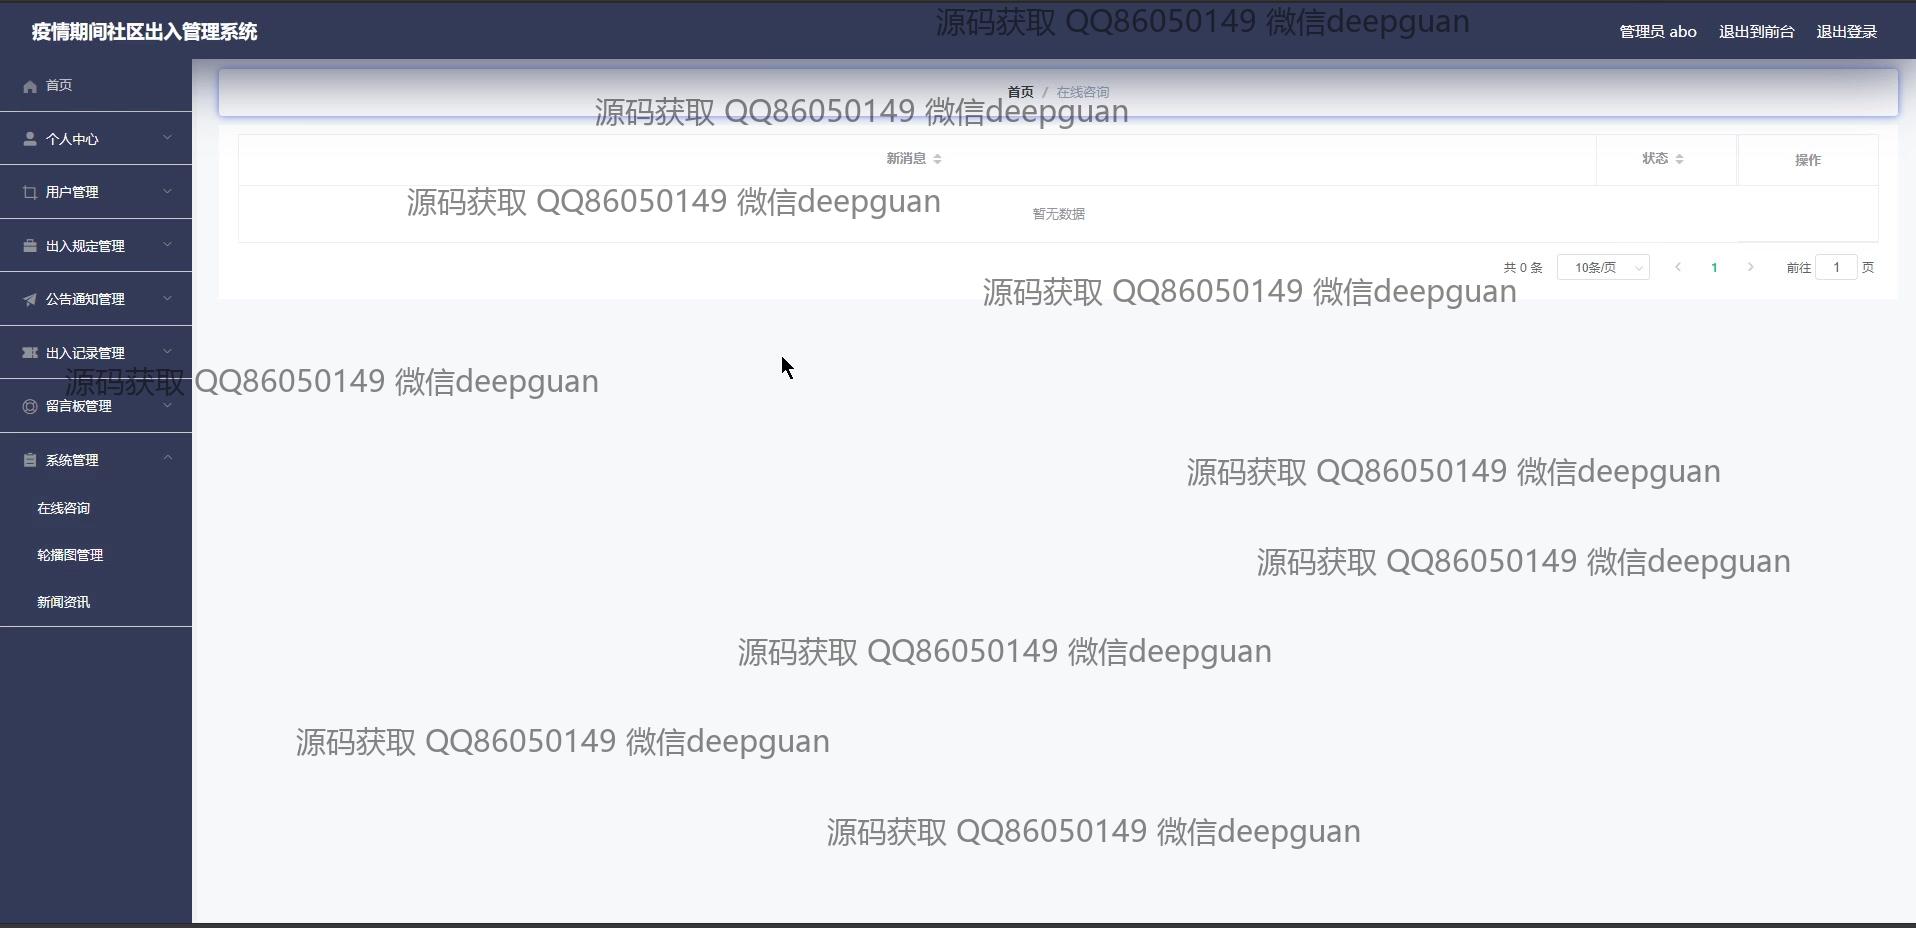 疫情期间社区出入管理系统
源码获取 QQ86050149 微信deepguan
管理员 abo 退出到前台 退出登录
首页
首页 / 在线咨询
源码获取 QQ86050149 微信deepguan
个人中心
新消息 状态 操作
用户管理
源码获取 QQ86050149 微信deepguan
暂无数据
出入规定管理
共 0 条 10条/页 1 前往 1 页
源码获取 QQ86050149 微信deepguan
公告通知管理
出入记录管理
源码获取 QQ86050149 微信deepguan
留言板管理
系统管理
源码获取 QQ86050149 微信deepguan
在线咨询
轮播图管理
源码获取 QQ86050149 微信deepguan
新闻资讯
源码获取 QQ86050149 微信deepguan
源码获取 QQ86050149 微信deepguan
源码获取 QQ86050149 微信deepguan